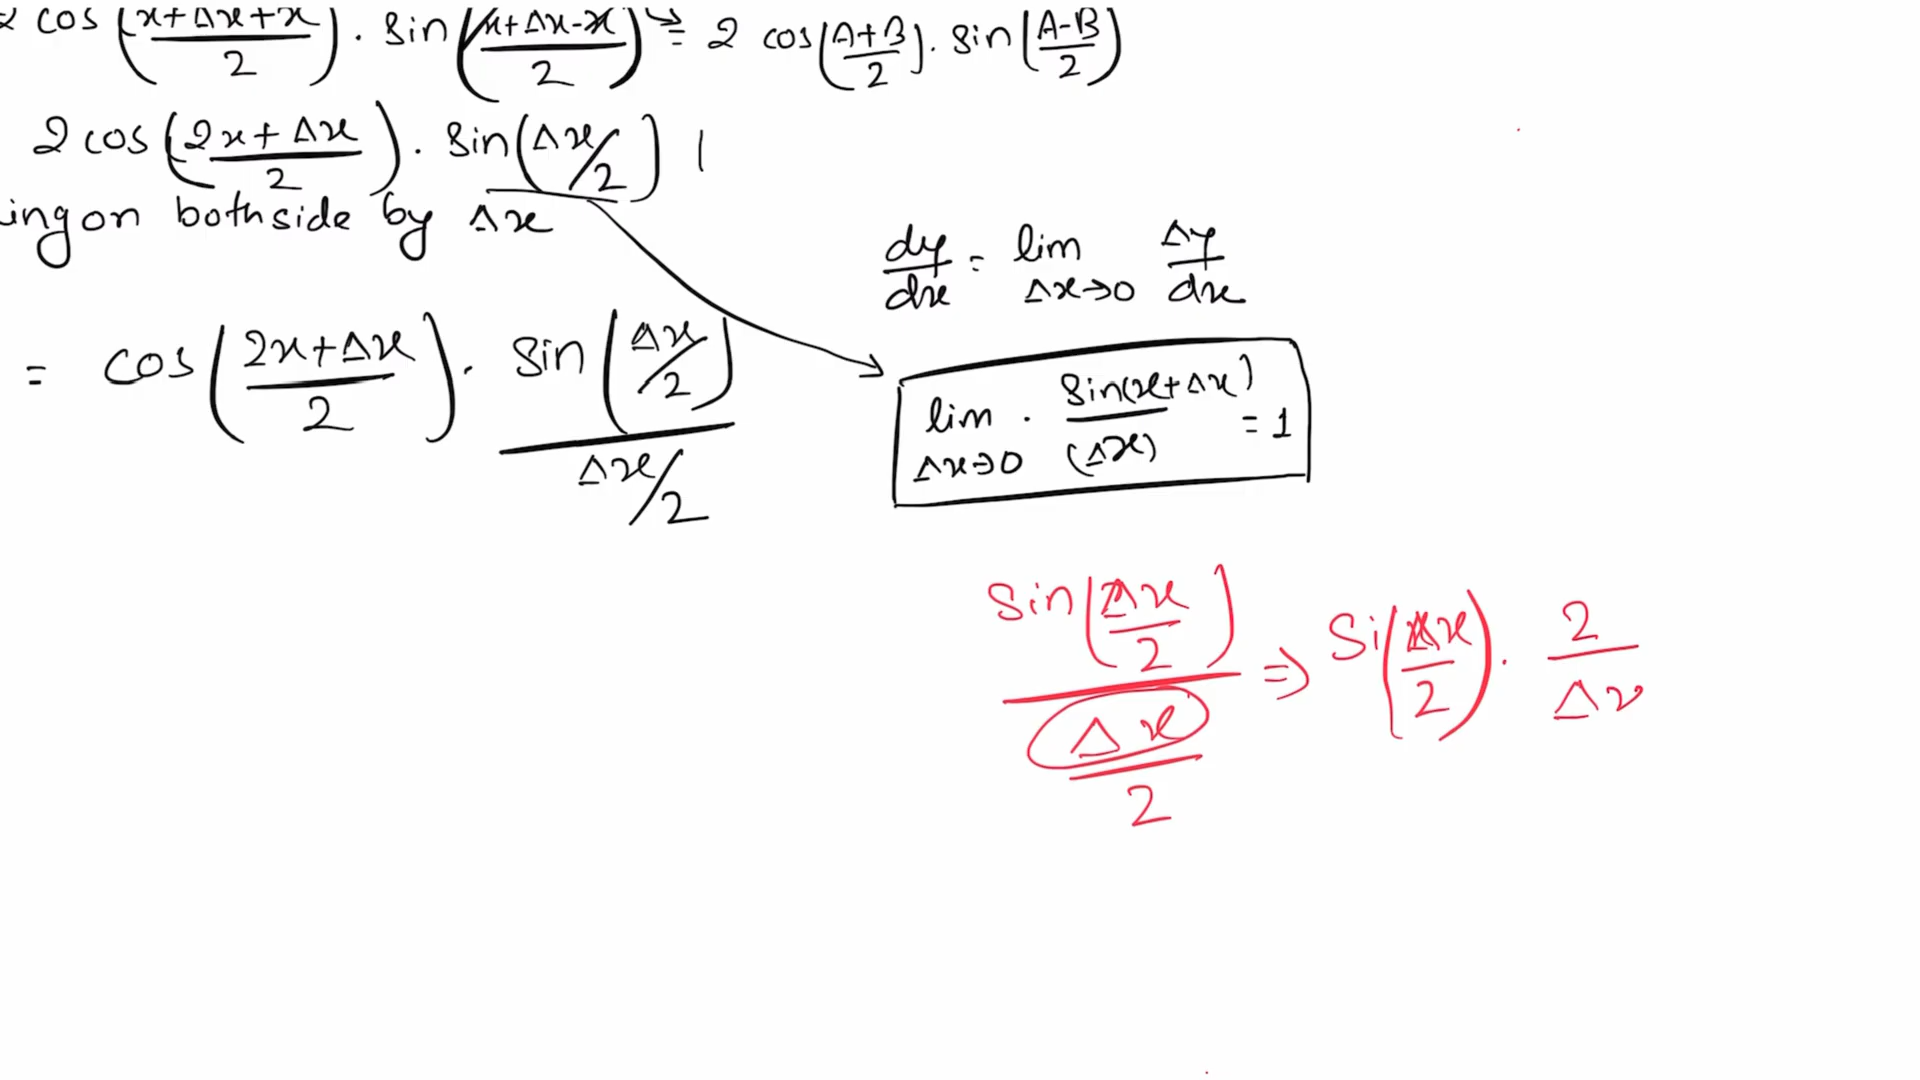 2 cos (x+Δx+x / 2) . Sin (x+Δx-x / 2) = 2 cos (A+B / 2) . Sin (A-B / 2)
2 cos (2x+Δx / 2) . Sin (Δx/2) |
ing on both side by Δx
dy/dx = lim Δx→0 Δy/dx
= cos (2x+Δx / 2) . Sin (Δx/2) / Δx/2
lim Δx→0 . Sin(x+Δx) / (Δx) = 1
Sin (Δx/2) / Δx/2 ⇒ Si (Δx/2) . 2/Δx